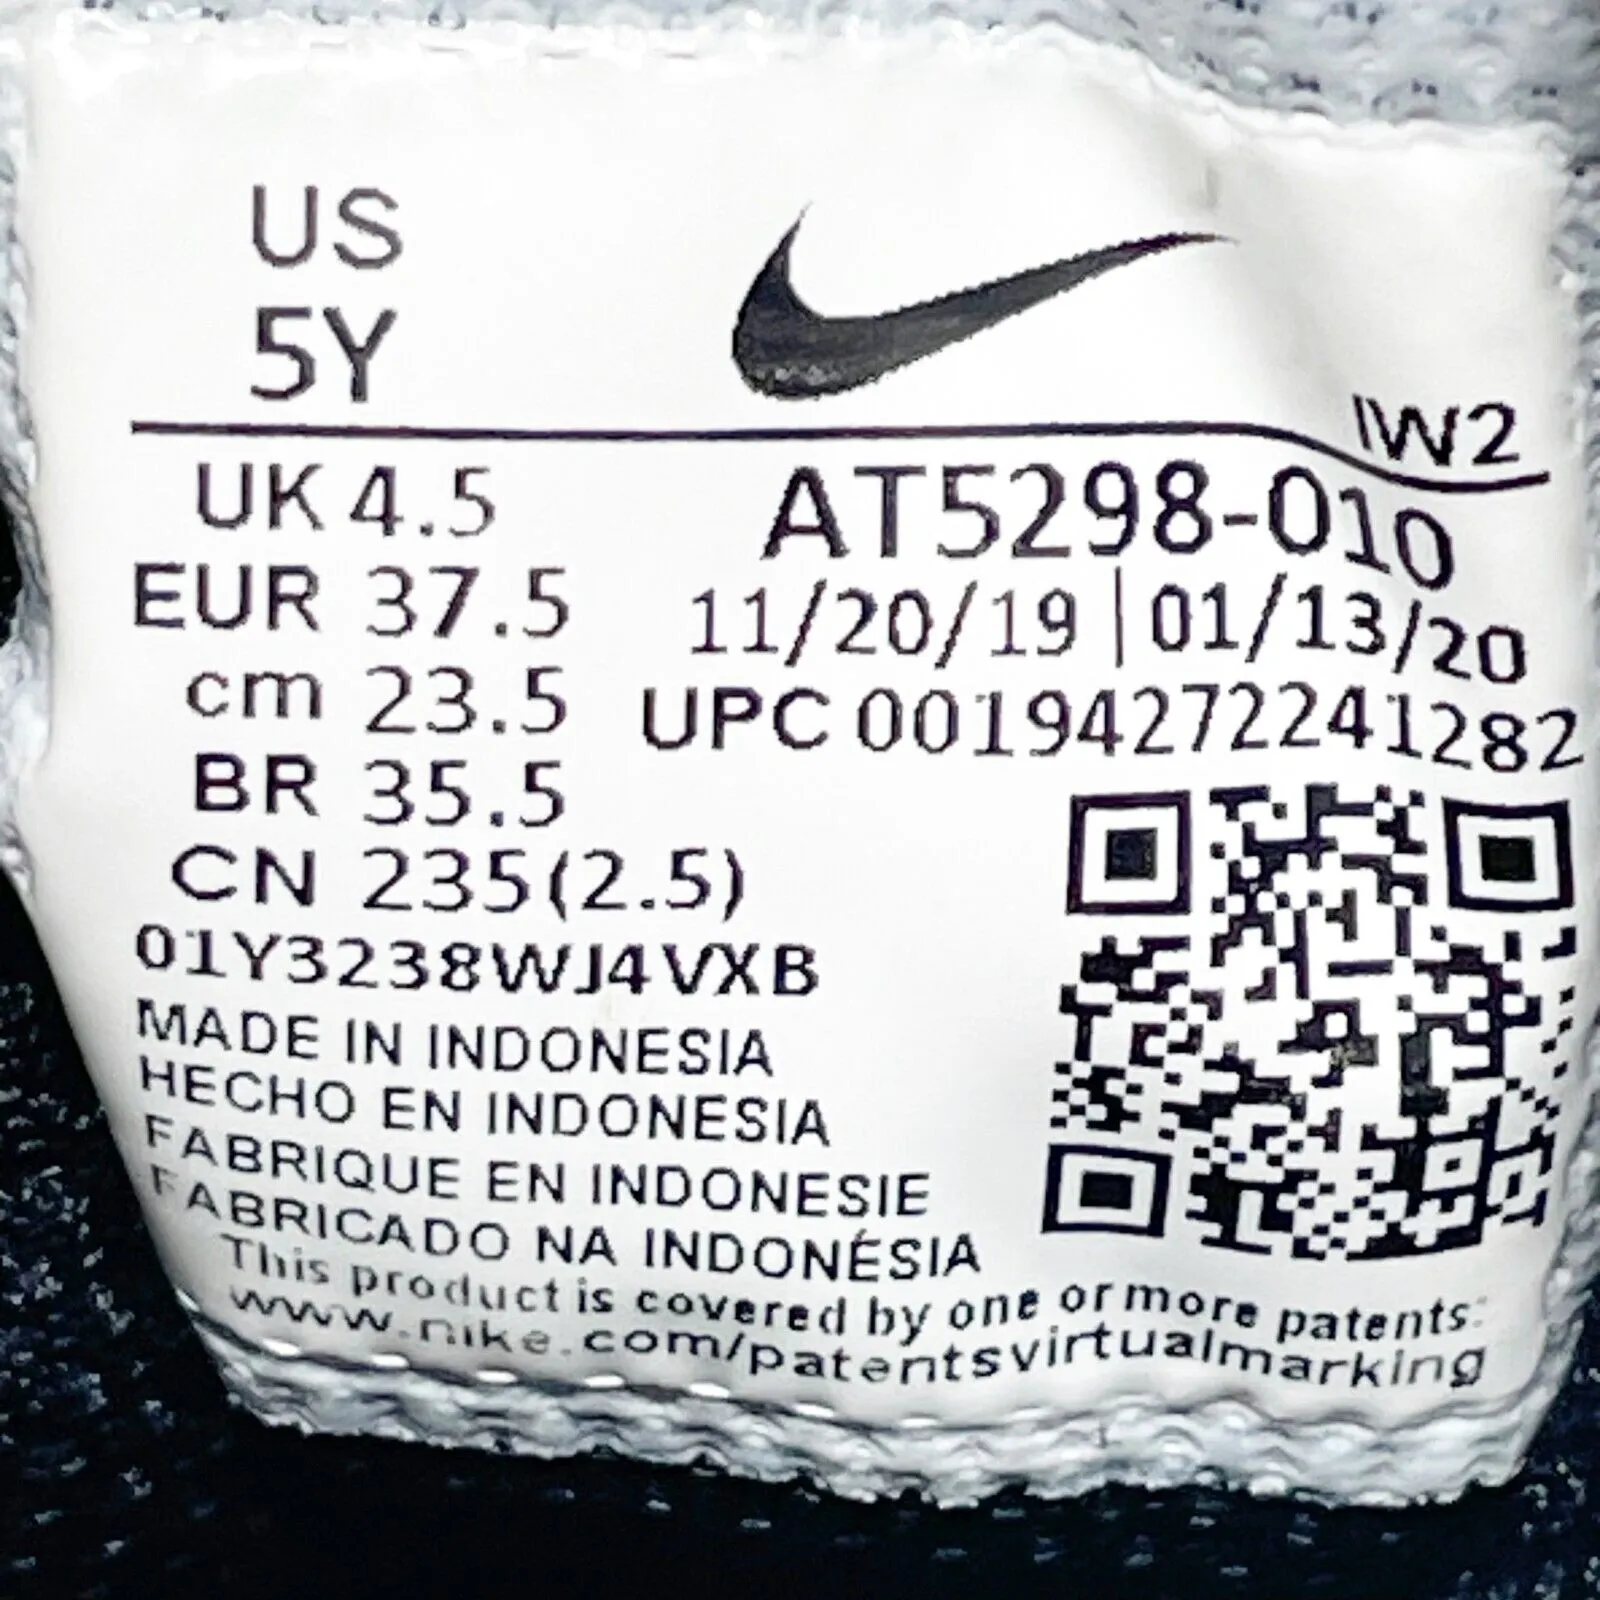 US
5Y
IW2
UK 4.5
EUR 37.5
cm 23.5
BR 35.5
CN 235(2.5)
AT5298-010
11/20/19 | 01/13/20
UPC 00194272241282
01Y3238WJ4VXB
MADE IN INDONESIA
HECHO EN INDONESIA
FABRIQUE EN INDONESIE
FABRICADO NA INDONÉSIA
This product is covered by one or more patents:
www.nike.com/patentsvirtualmarking